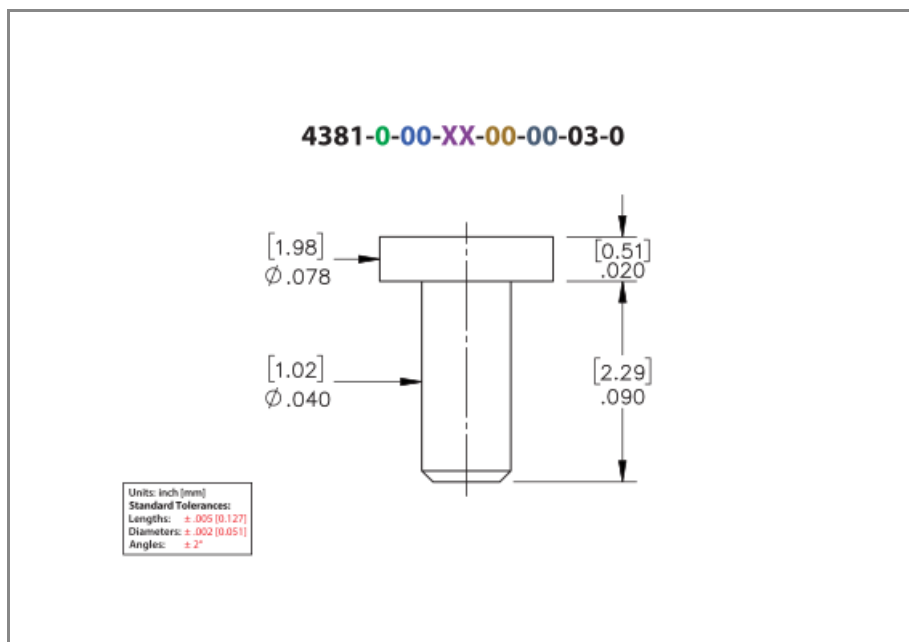 4381-0-00-XX-00-00-03-0
[1.98]
Ø.078
[0.51]
.020
[1.02]
Ø.040
[2.29]
.090
Units: inch [mm]
Standard Tolerances:
Lengths: ± .005 [0.127]
Diameters: ± .002 [0.051]
Angles: ± 2°